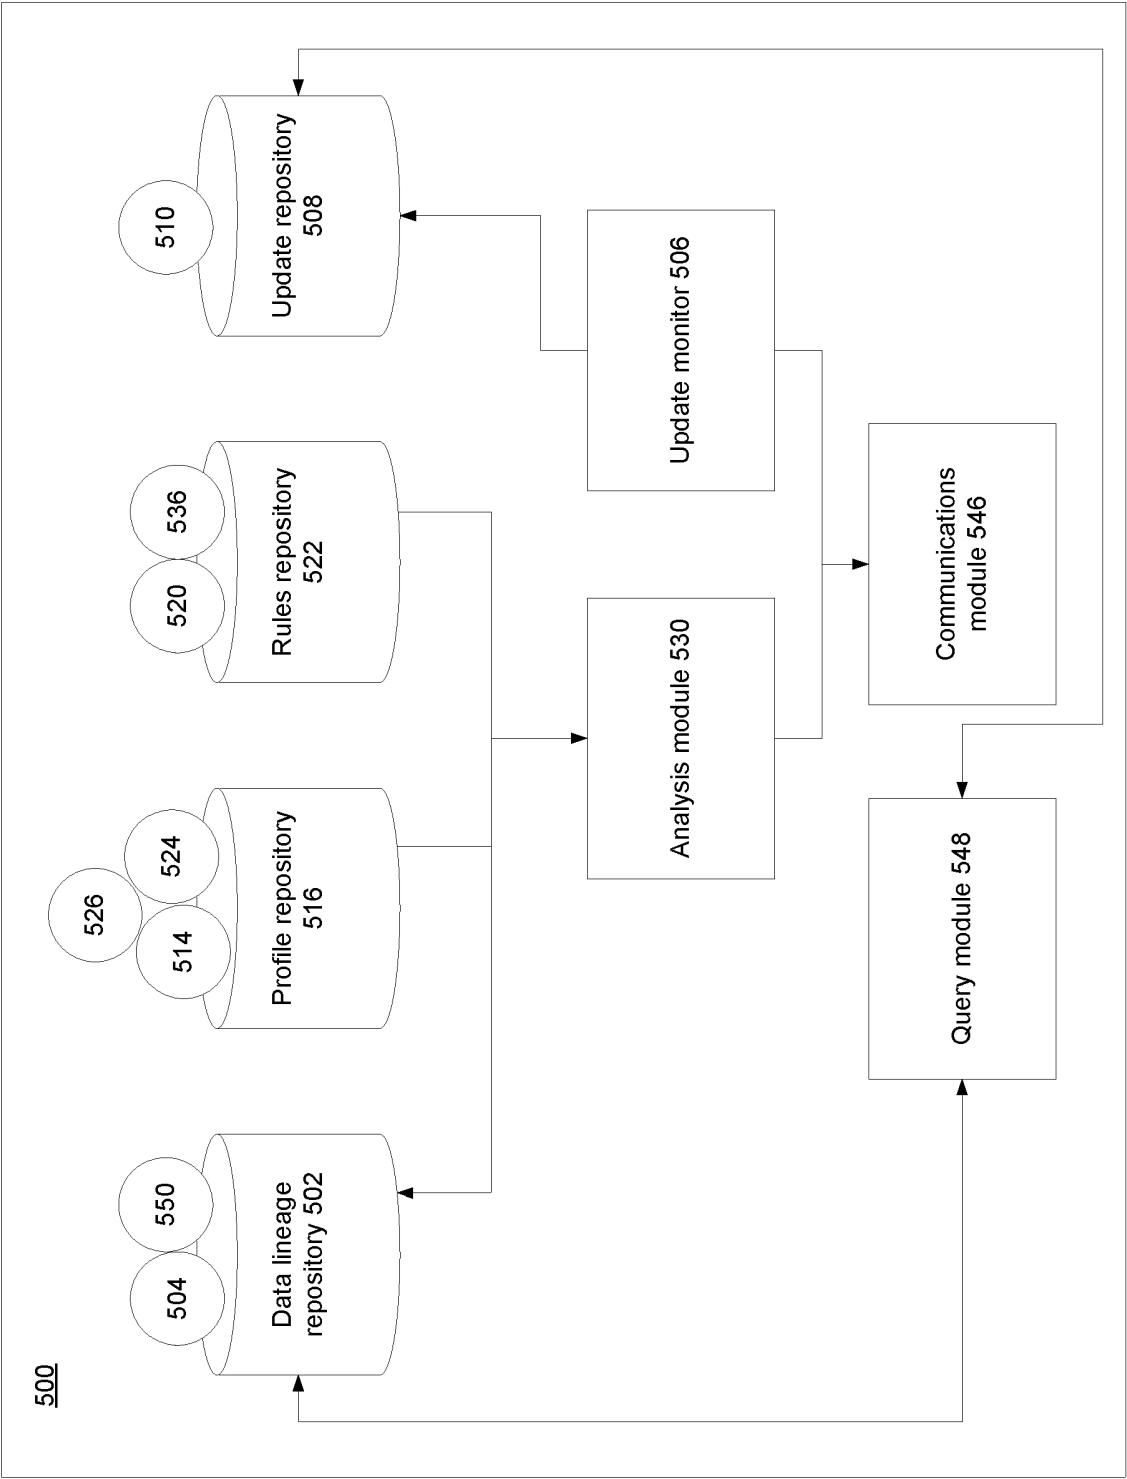 500
504
550
Data lineage
repository 502
526
514
524
Profile repository
516
520
536
Rules repository
522
510
Update repository
508
Analysis module 530
Update monitor 506
Query module 548
Communications
module 546